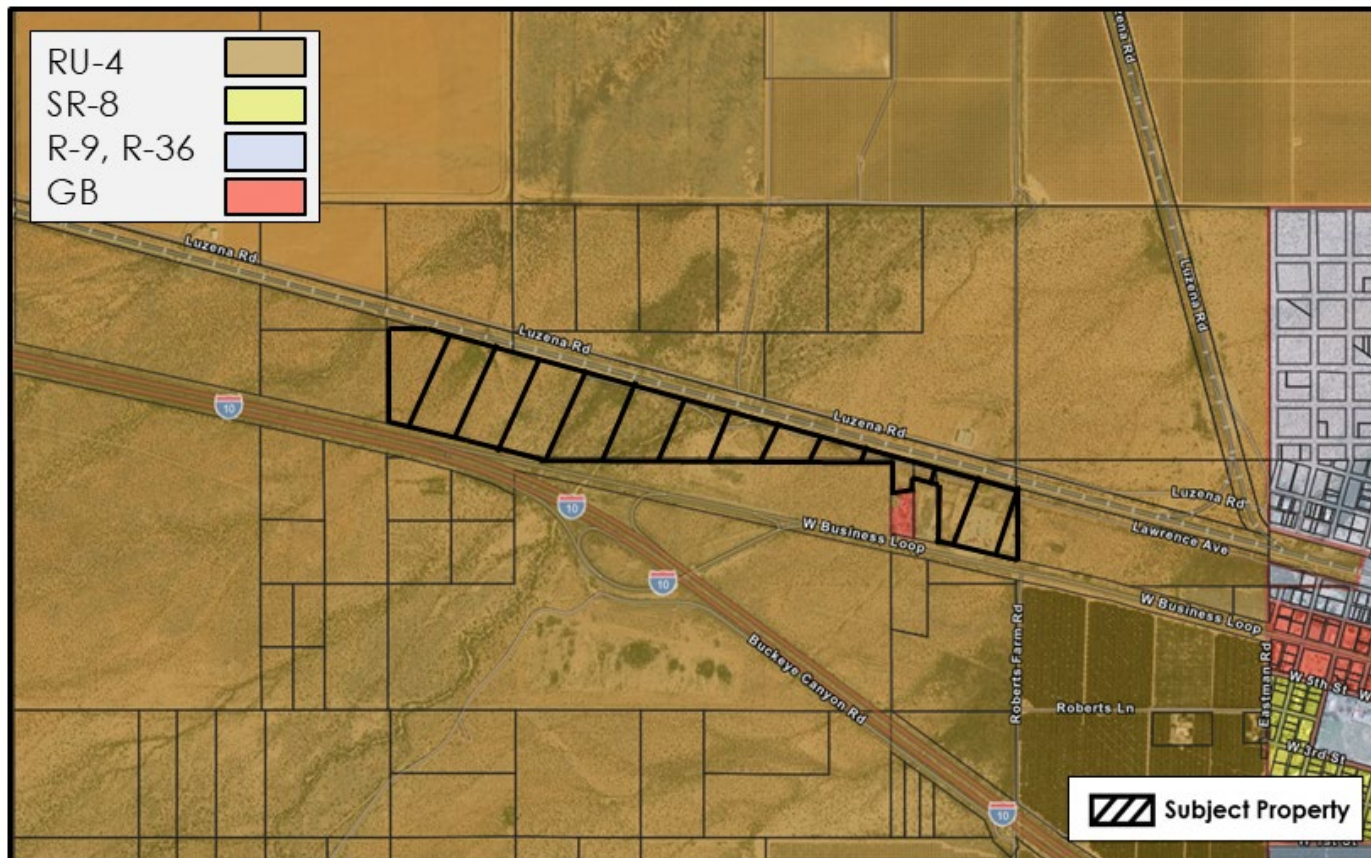 RU-4
SR-8
R-9, R-36
GB
Luzena Rd
Luzena Rd
Luzena Rd
Luzena Rd
Luzena Rd
Luzena Rd
Lawrence Ave
10
10
10
10
W Business Loop
W Business Loop
Buckeye Canyon Rd
Roberts Farm Rd
Roberts Ln
Eastman Rd
W 5th St
W
W 3rd St
W 1st St
Subject Property